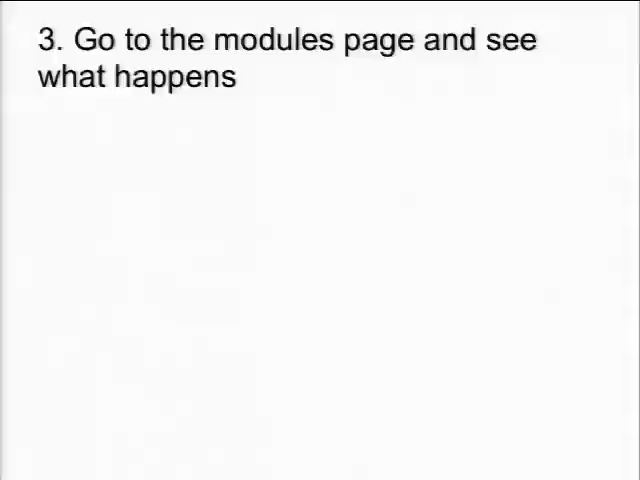 3. Go to the modules page and see
what happens